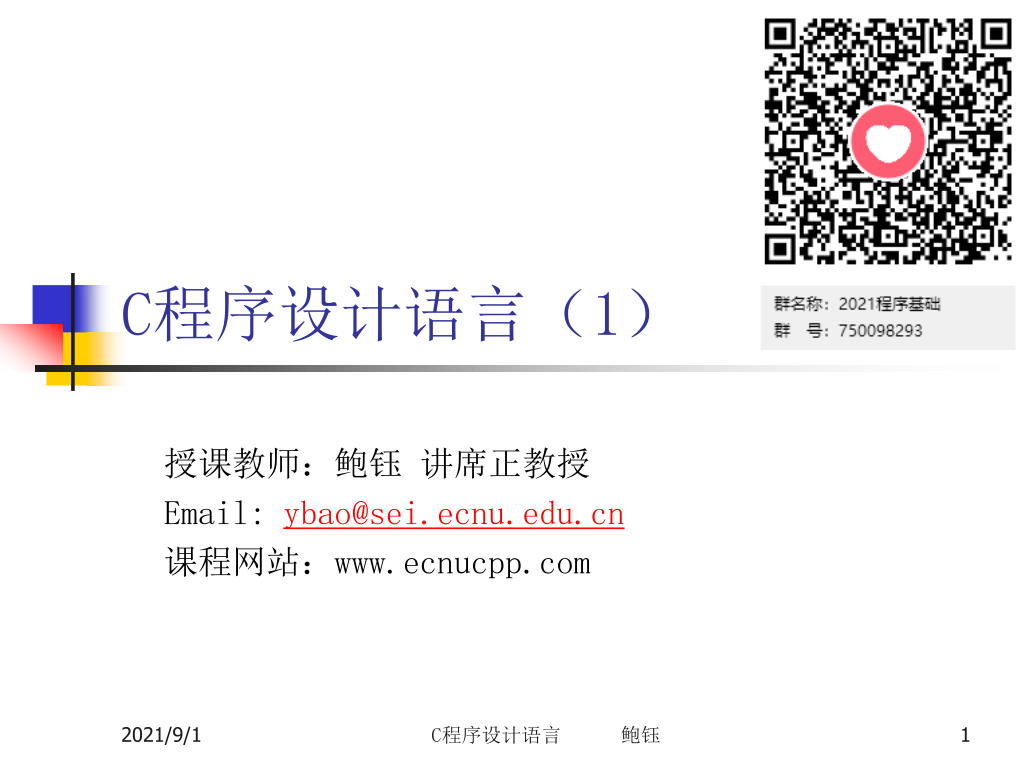 群名称：2021程序基础
群　号：750098293
C程序设计语言（1）
授课教师：鲍钰 讲席正教授
Email: ybao@sei.ecnu.edu.cn
课程网站：www.ecnucpp.com
2021/9/1 C程序设计语言 鲍钰 1